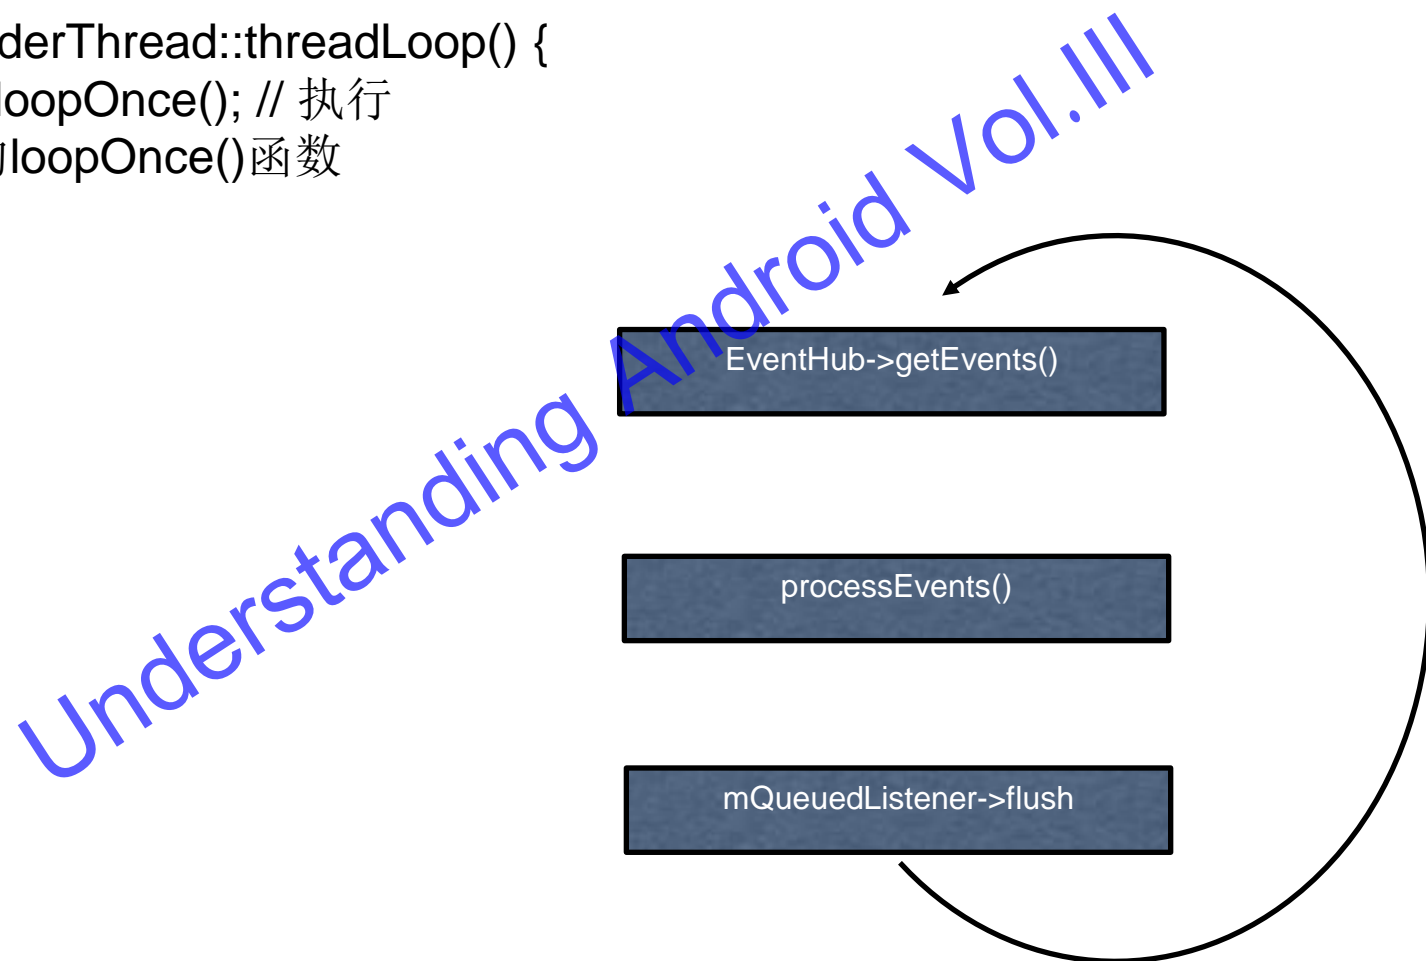 derThread::threadLoop() {
loopOnce(); // 执行
loopOnce()函数
EventHub->getEvents()
processEvents()
mQueuedListener->flush
Understanding Android Vol.III